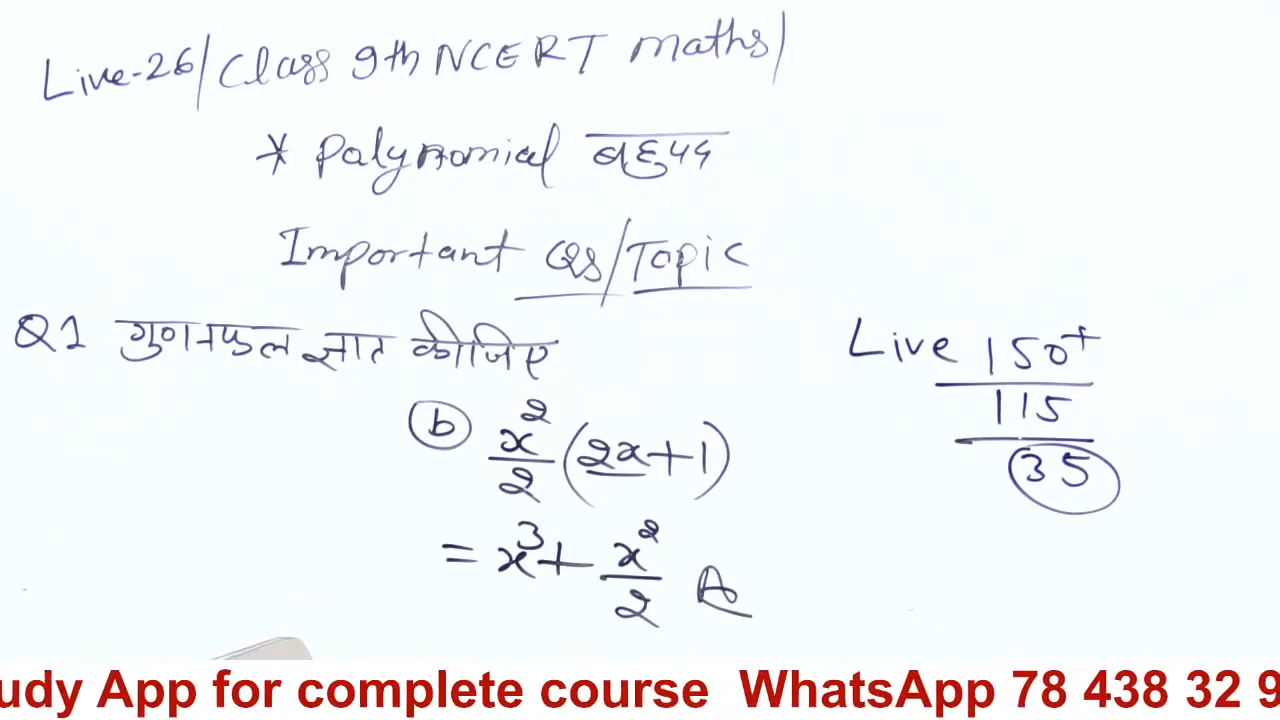 Live-26/Class 9th NCERT maths/
* Polynomial बहुपद
Important Qs/Topic
Q1 गुणनफल ज्ञात कीजिए
ⓑ x²/2 (2x+1)
= x³ + x²/2 A
Live 150+
115
35
udy App for complete course WhatsApp 78 438 32 9